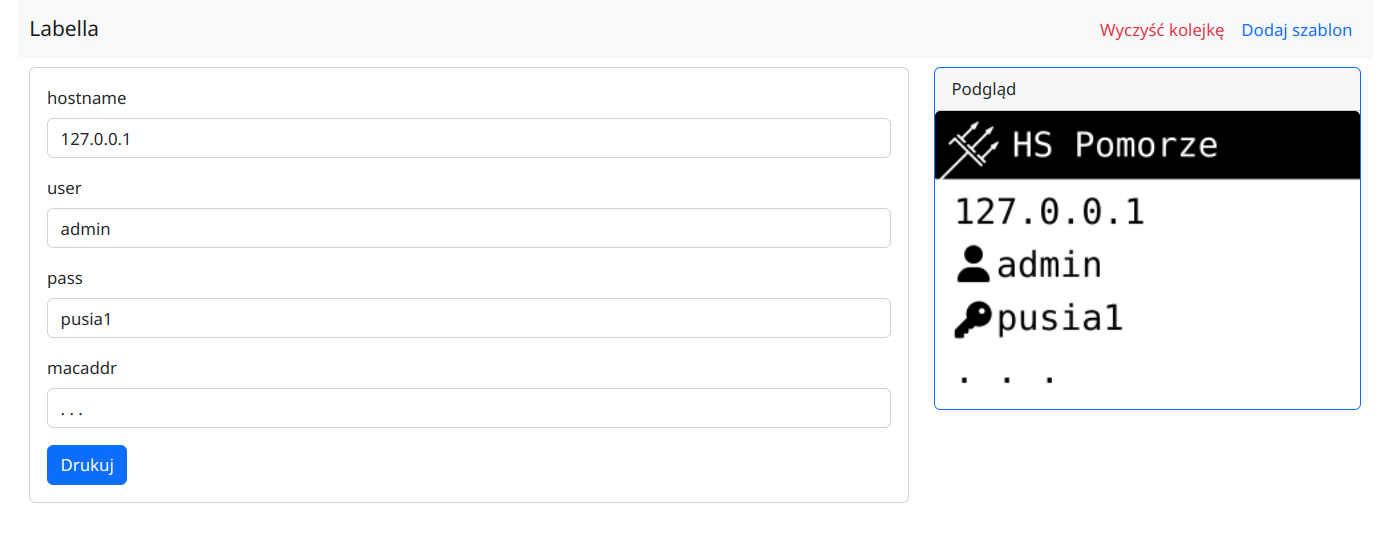 Labella
Wyczyść kolejkę Dodaj szablon
hostname
127.0.0.1
user
admin
pass
pusia1
macaddr
. . .
Drukuj
Podgląd
HS Pomorze
127.0.0.1
admin
pusia1
. . .